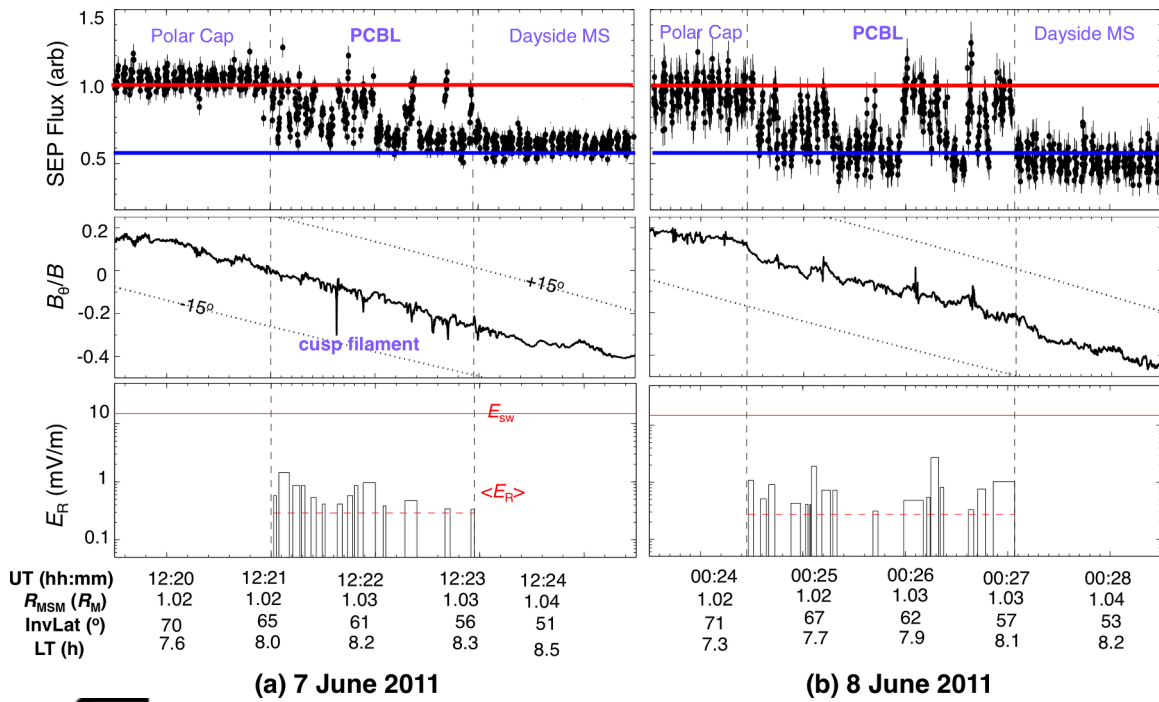 1.5
1.0
0.5
SEP Flux (arb)
Polar Cap
PCBL
Dayside MS
Polar Cap
PCBL
Dayside MS
0.2
0
-0.2
-0.4
Bθ/B
-15°
+15°
cusp filament
10
1
0.1
ER (mV/m)
Esw
<ER>
UT (hh:mm) 12:20 12:21 12:22 12:23 12:24 00:24 00:25 00:26 00:27 00:28
RMSM (RM) 1.02 1.02 1.03 1.03 1.04 1.02 1.02 1.03 1.03 1.04
InvLat (°) 70 65 61 56 51 71 67 62 57 53
LT (h) 7.6 8.0 8.2 8.3 8.5 7.3 7.7 7.9 8.1 8.2
(a) 7 June 2011
(b) 8 June 2011